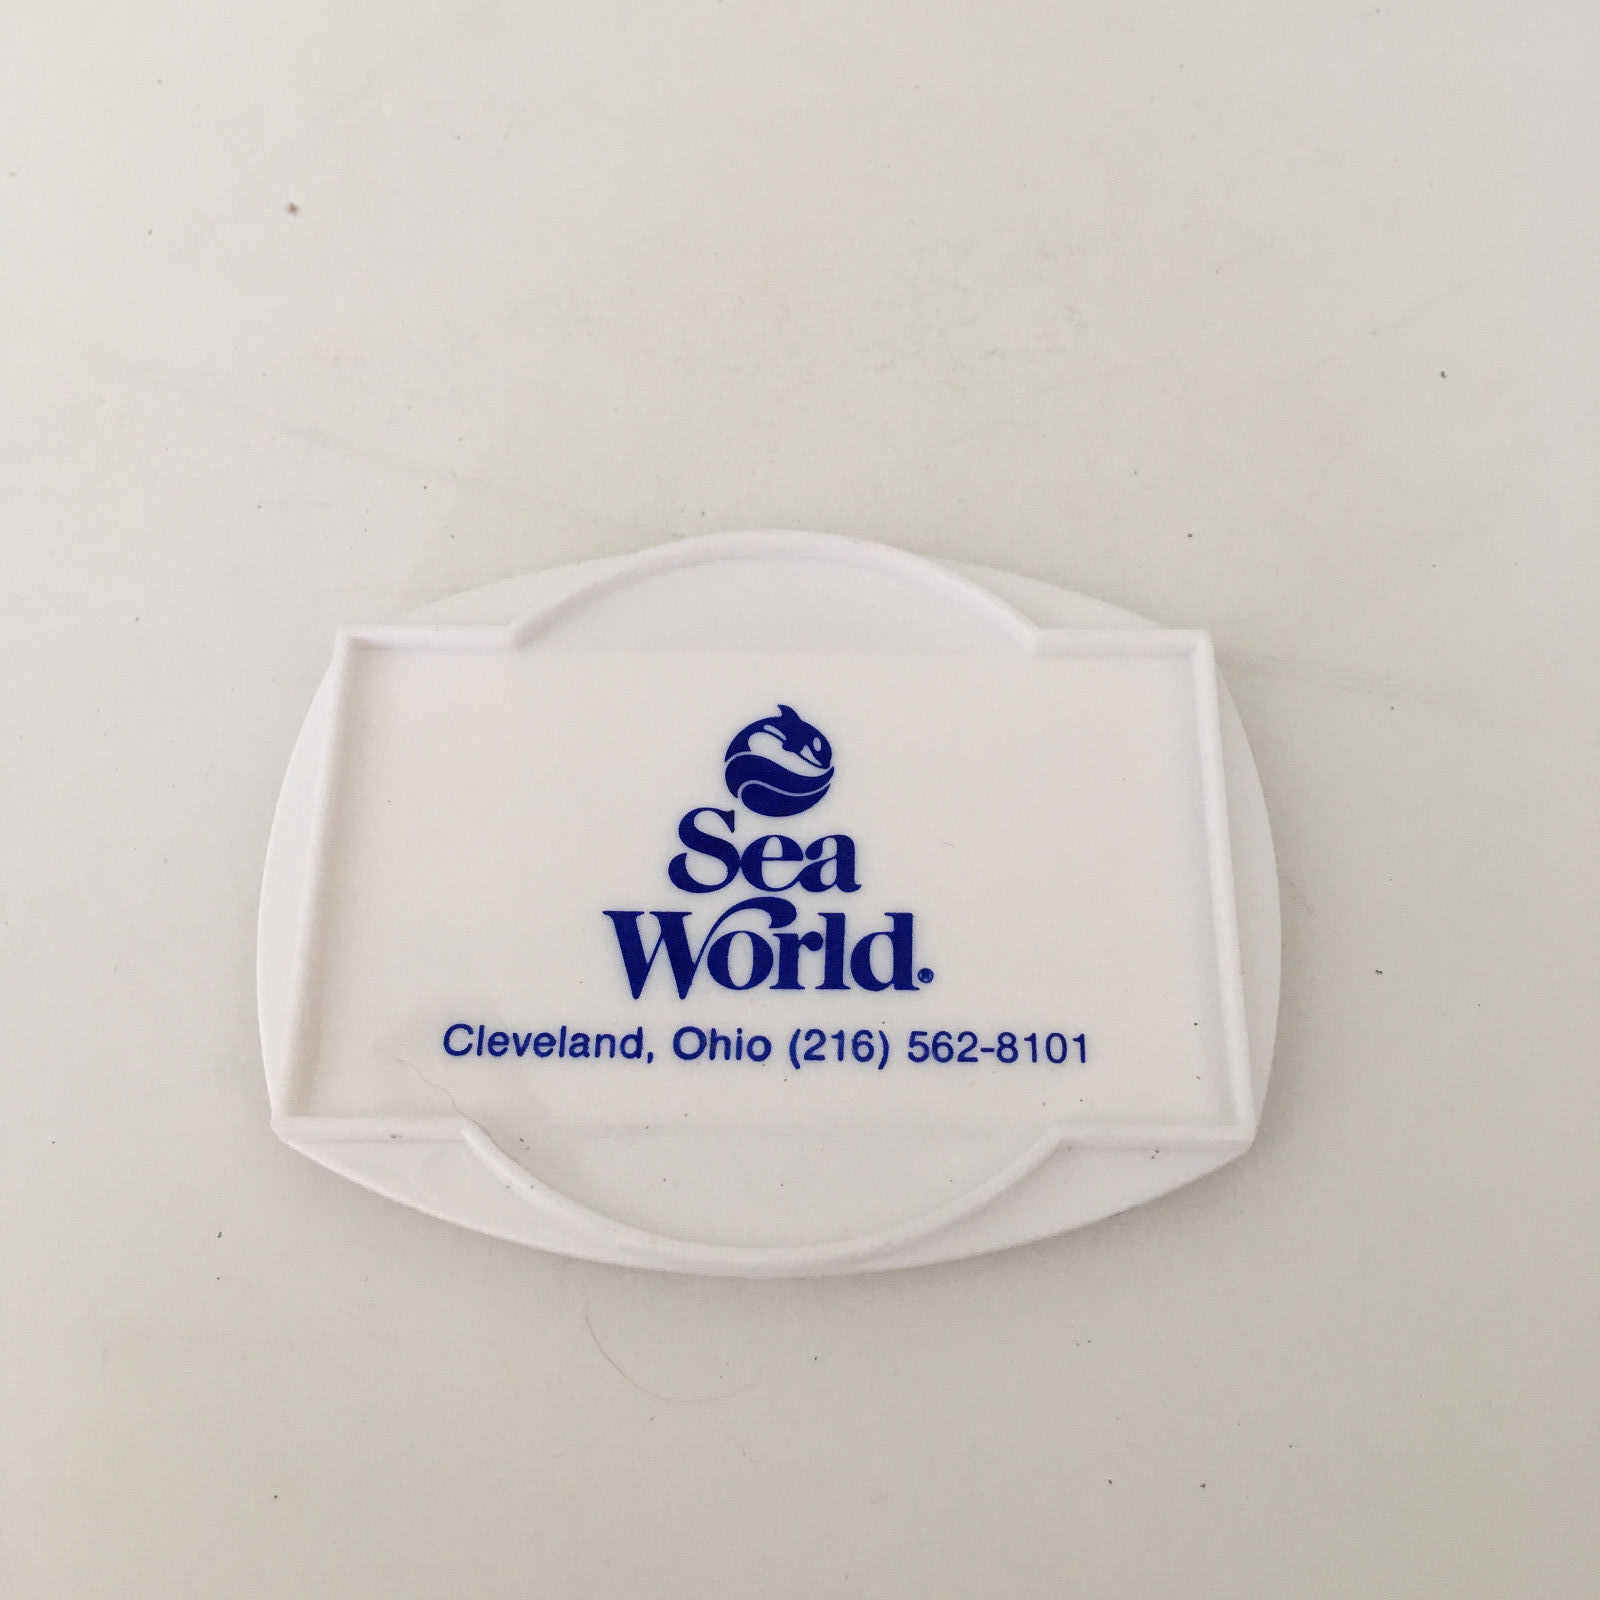 Sea
World®
Cleveland, Ohio (216) 562-8101